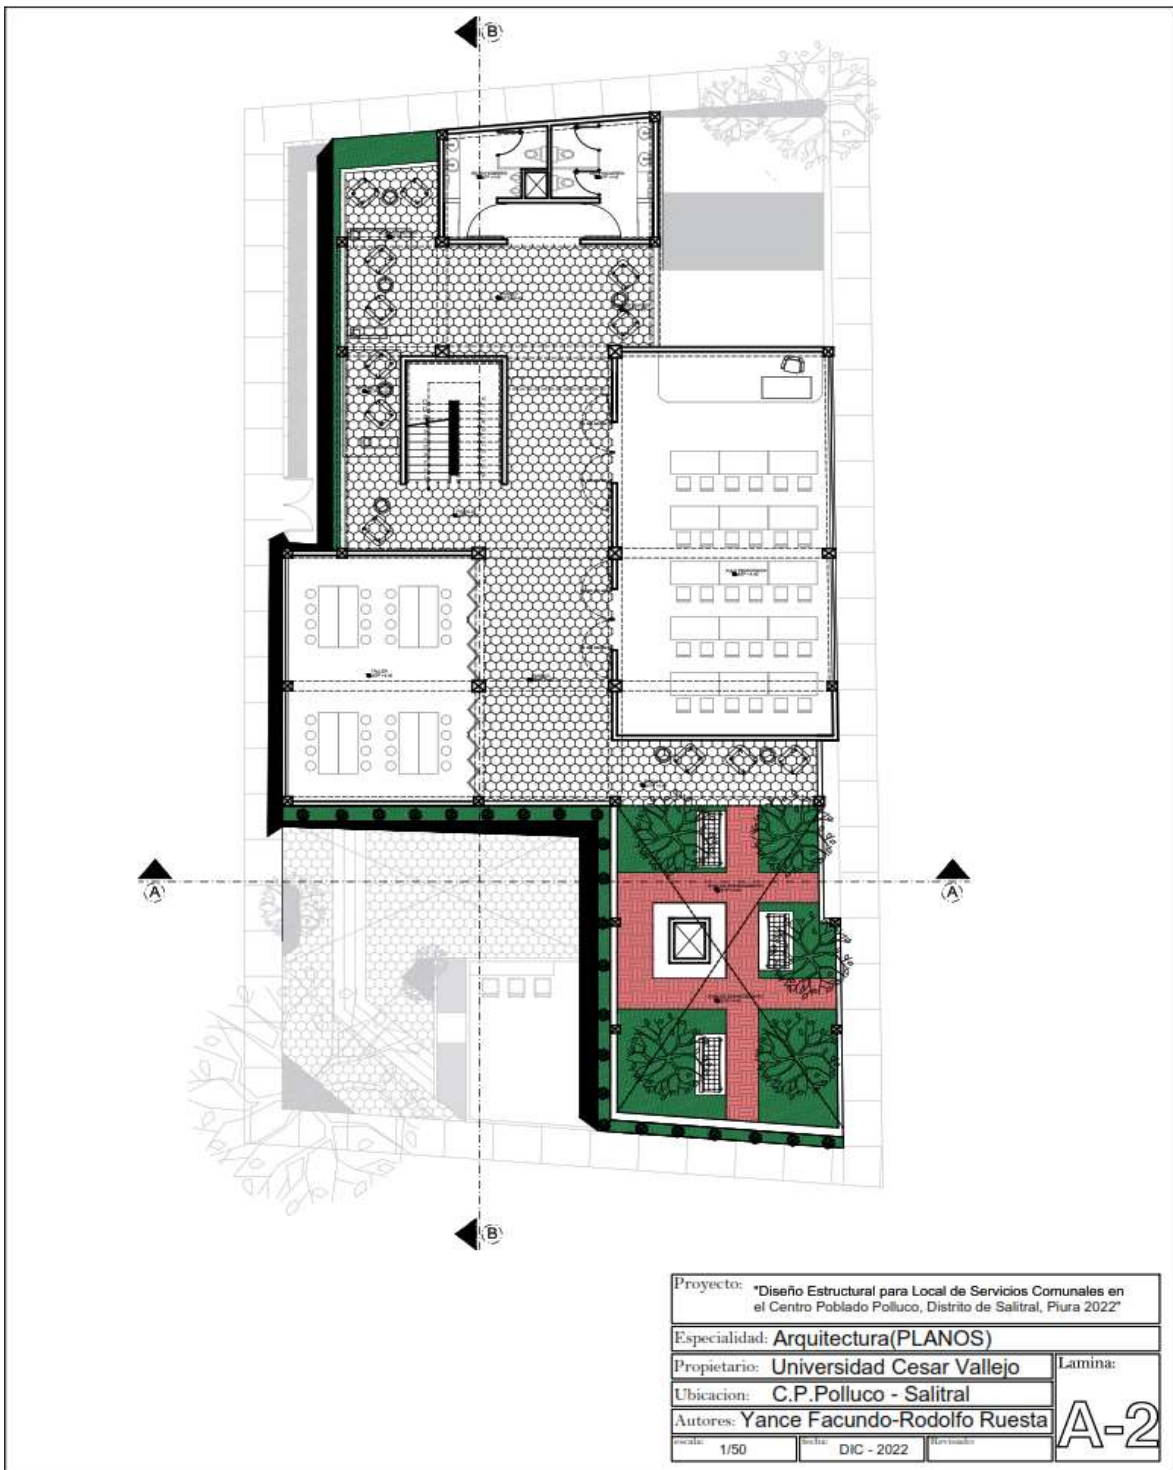 B
TALLER
A
A
B
Proyecto: "Diseño Estructural para Local de Servicios Comunales en
el Centro Poblado Polluco, Distrito de Salitral, Piura 2022"
Especialidad: Arquitectura(PLANOS)
Propietario: Universidad Cesar Vallejo
Lamina:
Ubicacion: C.P.Polluco - Salitral
Autores: Yance Facundo-Rodolfo Ruesta
A-2
escala: 1/50
fecha: DIC - 2022
Revisado: